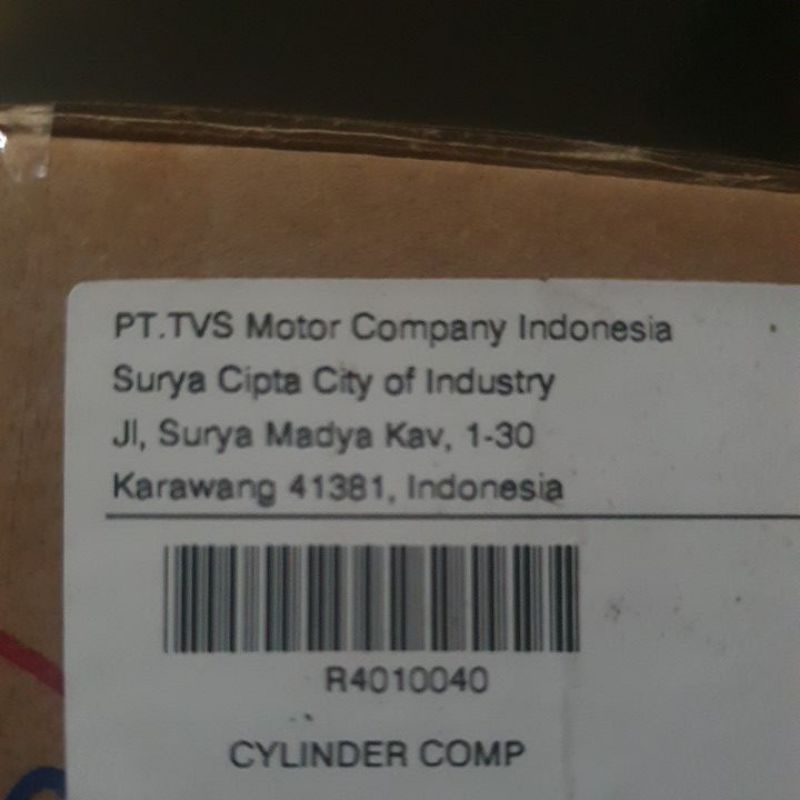 PT.TVS Motor Company Indonesia
Surya Cipta City of Industry
Jl, Surya Madya Kav, 1-30
Karawang 41381, Indonesia
R4010040
CYLINDER COMP